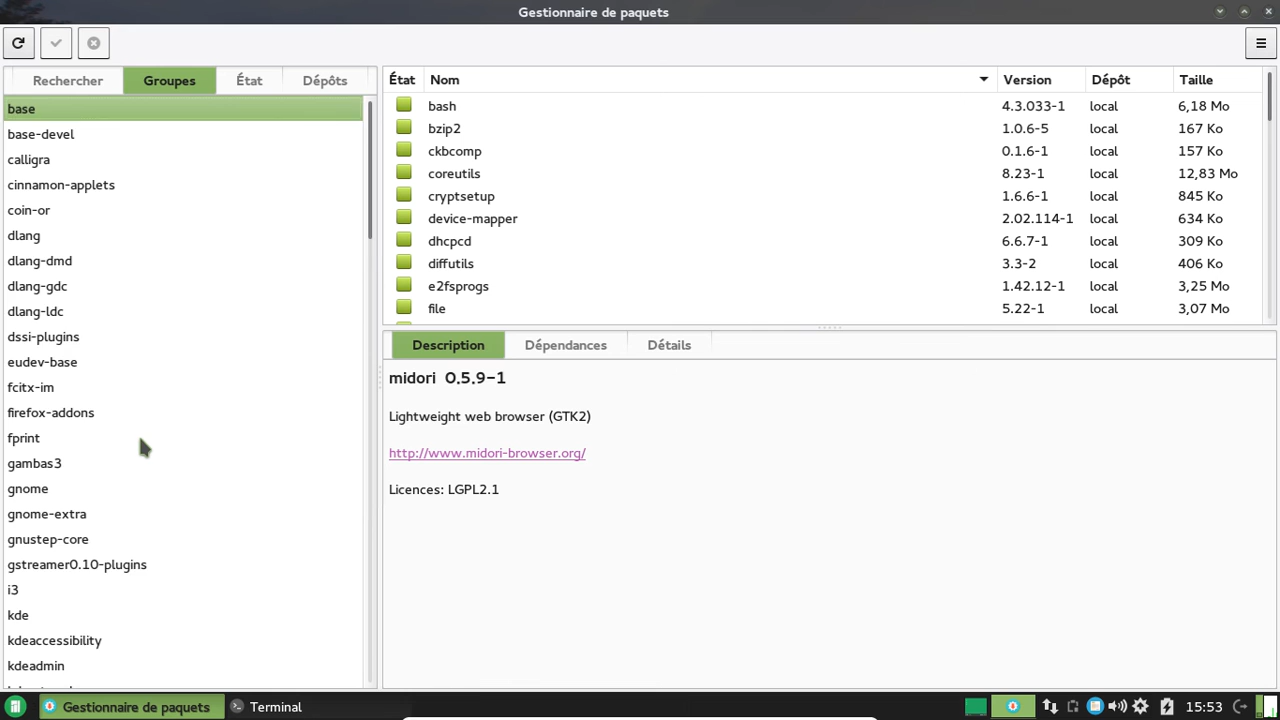 Gestionnaire de paquets
Rechercher Groupes État Dépôts
base
base-devel
calligra
cinnamon-applets
coin-or
dlang
dlang-dmd
dlang-gdc
dlang-ldc
dssi-plugins
eudev-base
fcitx-im
firefox-addons
fprint
gambas3
gnome
gnome-extra
gnustep-core
gstreamer0.10-plugins
i3
kde
kdeaccessibility
kdeadmin
État Nom Version Dépôt Taille
bash 4.3.033-1 local 6,18 Mo
bzip2 1.0.6-5 local 167 Ko
ckbcomp 0.1.6-1 local 157 Ko
coreutils 8.23-1 local 12,83 Mo
cryptsetup 1.6.6-1 local 845 Ko
device-mapper 2.02.114-1 local 634 Ko
dhcpcd 6.6.7-1 local 309 Ko
diffutils 3.3-2 local 406 Ko
e2fsprogs 1.42.12-1 local 3,25 Mo
file 5.22-1 local 3,07 Mo
Description Dépendances Détails
midori 0.5.9-1
Lightweight web browser (GTK2)
http://www.midori-browser.org/
Licences: LGPL2.1
Gestionnaire de paquets Terminal 15:53